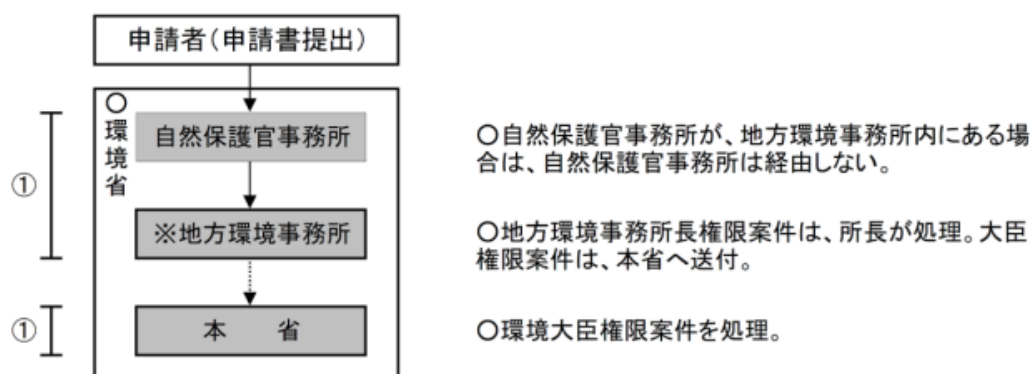 申請者（申請書提出）
〇環境省
①
自然保護官事務所
〇自然保護官事務所が、地方環境事務所内にある場
合は、自然保護官事務所は経由しない。
※地方環境事務所
〇地方環境事務所長権限案件は、所長が処理。大臣
権限案件は、本省へ送付。
①
本　　省
〇環境大臣権限案件を処理。